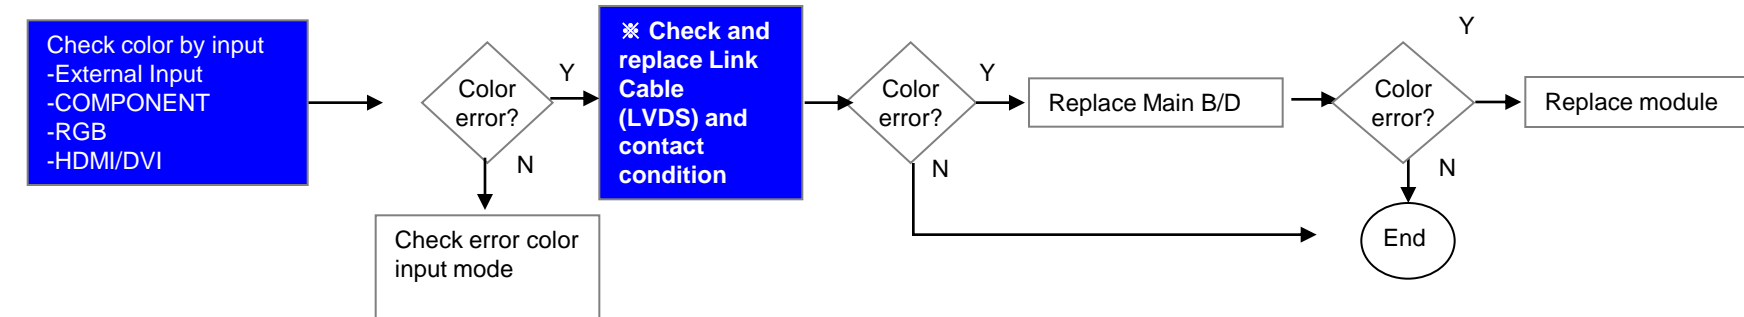 Check color by input
-External Input
-COMPONENT
-RGB
-HDMI/DVI
Color
error?
Y
N
Check error color
input mode
※ Check and
replace Link
Cable
(LVDS) and
contact
condition
Color
error?
Y
N
Replace Main B/D
Color
error?
Y
N
End
Replace module